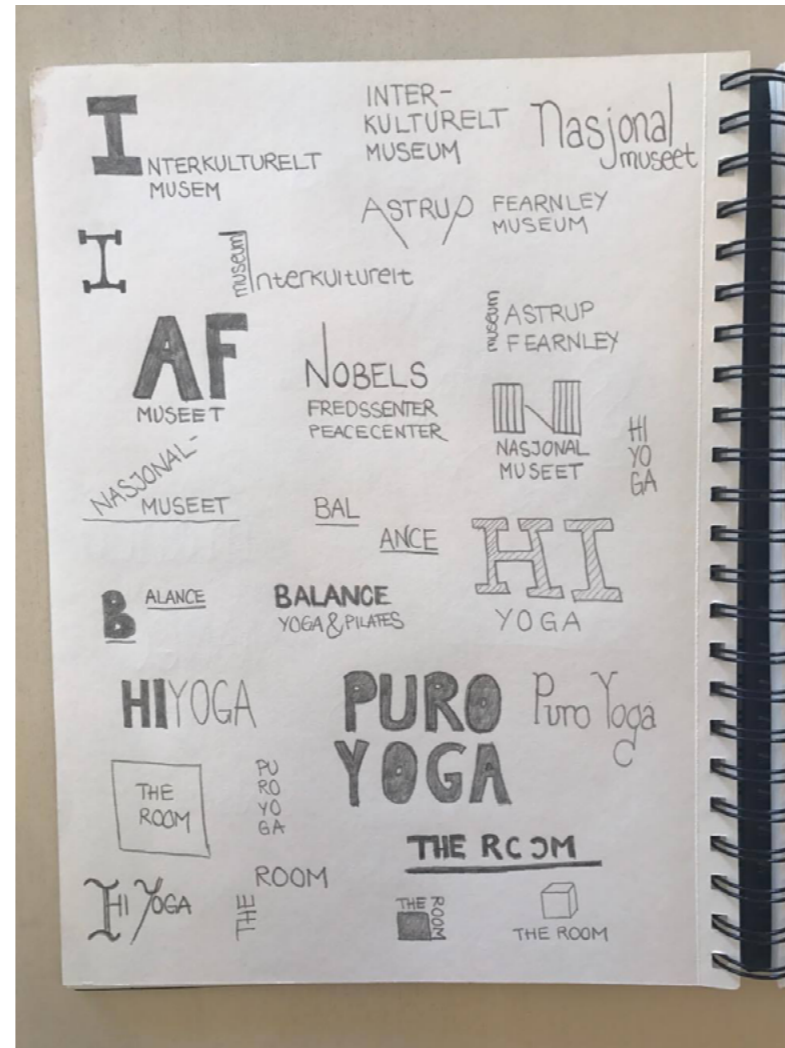 INTERKULTURELT
MUSEM
INTER-
KULTURELT
MUSEUM
Nasjonal
museet
ASTRUP
FEARNLEY
MUSEUM
I
museum
Interkulturelt
museum
ASTRUP
FEARNLEY
AF
MUSEET
NOBELS
FREDSSENTER
PEACECENTER
N
NASJONAL
MUSEET
HI
YO
GA
NASJONAL-
MUSEET
BAL
ANCE
HI
YOGA
BALANCE
BALANCE
YOGA & PILATES
HIYOGA
PURO
YOGA
Puro Yoga
THE
ROOM
PU
RO
YO
GA
THE ROOM
HI YOGA
THE
ROOM
THE
ROOM
THE ROOM